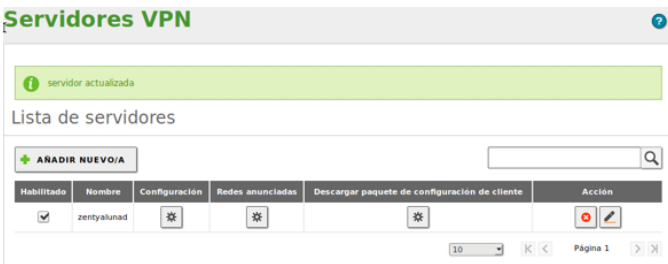 Servidores VPN
servidor actualizada
Lista de servidores
AÑADIR NUEVO/A
Habilitado Nombre Configuración Redes anunciadas Descargar paquete de configuración de cliente Acción
zentyalunad
10 Página 1